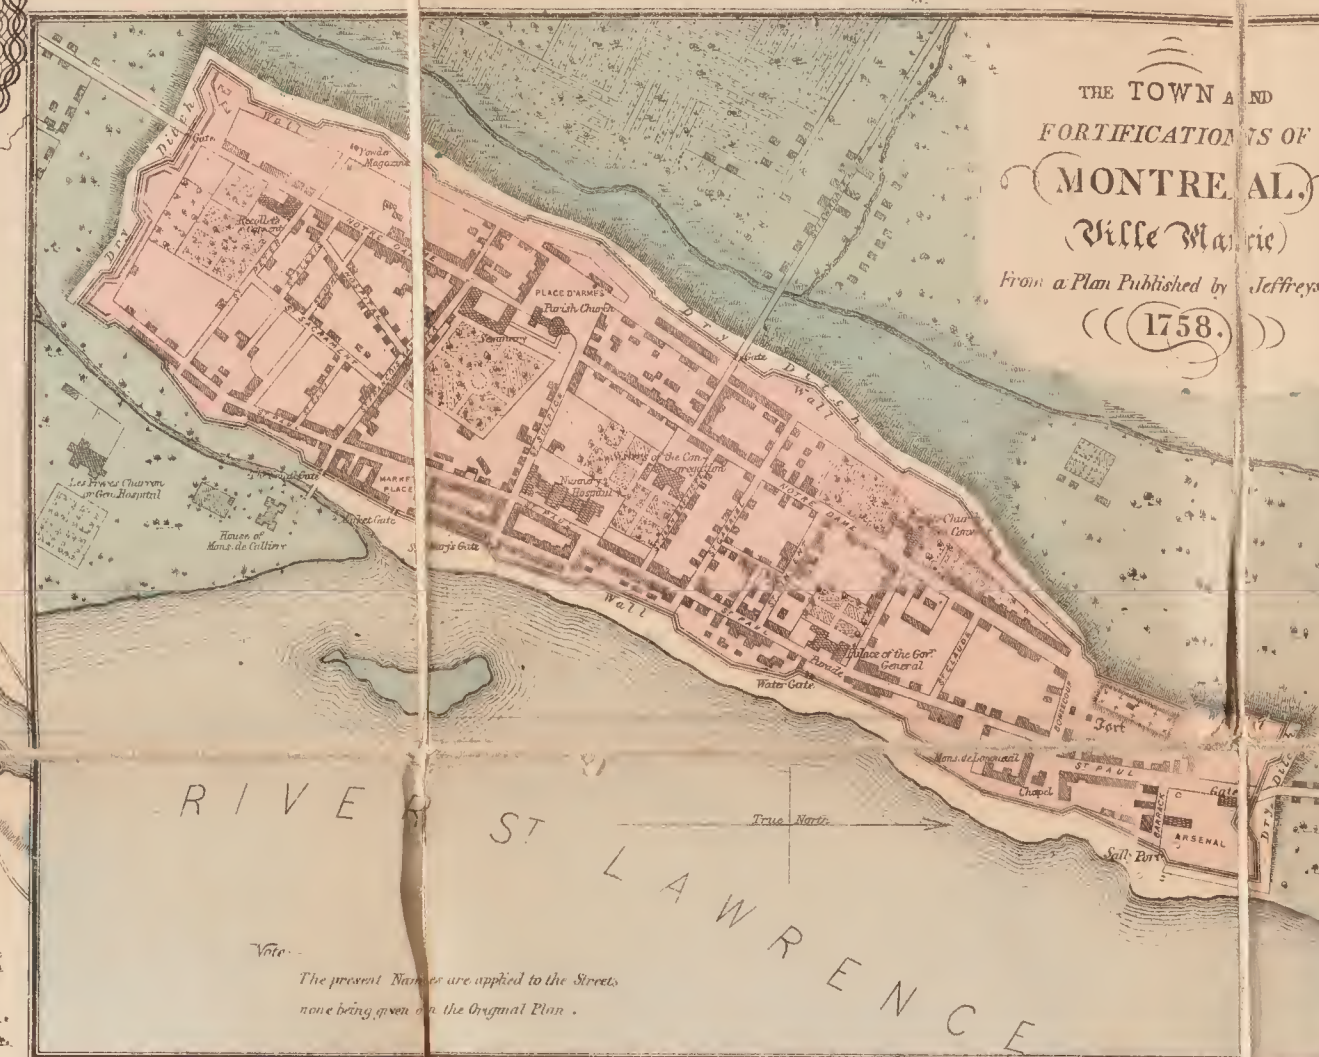 THE TOWN AND
FORTIFICATIONS OF
MONTREAL.
(Ville Marie)
From a Plan Published by Jefferys
1758.
Dry Ditch
Gate
Wall
Powder
Magazine
Recollets
Convent
NOTRE DAME
PLACE D'ARMES
Parish Church
Seminary
Dry Ditch
Gate
Wall
Les Freres Charron
or Gen. Hospital
House of
Mons. de Calliere
MARKET
PLACE
Market Gate
St Mary's Gate
Sisters of the Con-
gregation
Nunnery
Hospital
NOTRE DAME
Wall
ST PAUL
Water Gate
Parade
Palace of the Govr.
General
ST CLAUDE
BONSECOURS
Fort
Mons. de Longueuil
ST PAUL
Chapel
BARRACK
Gate
ARSENAL
Dry
Sally Port
True North
RIVER ST LAWRENCE
Note.
The present Names are applied to the Streets
none being given on the Original Plan.